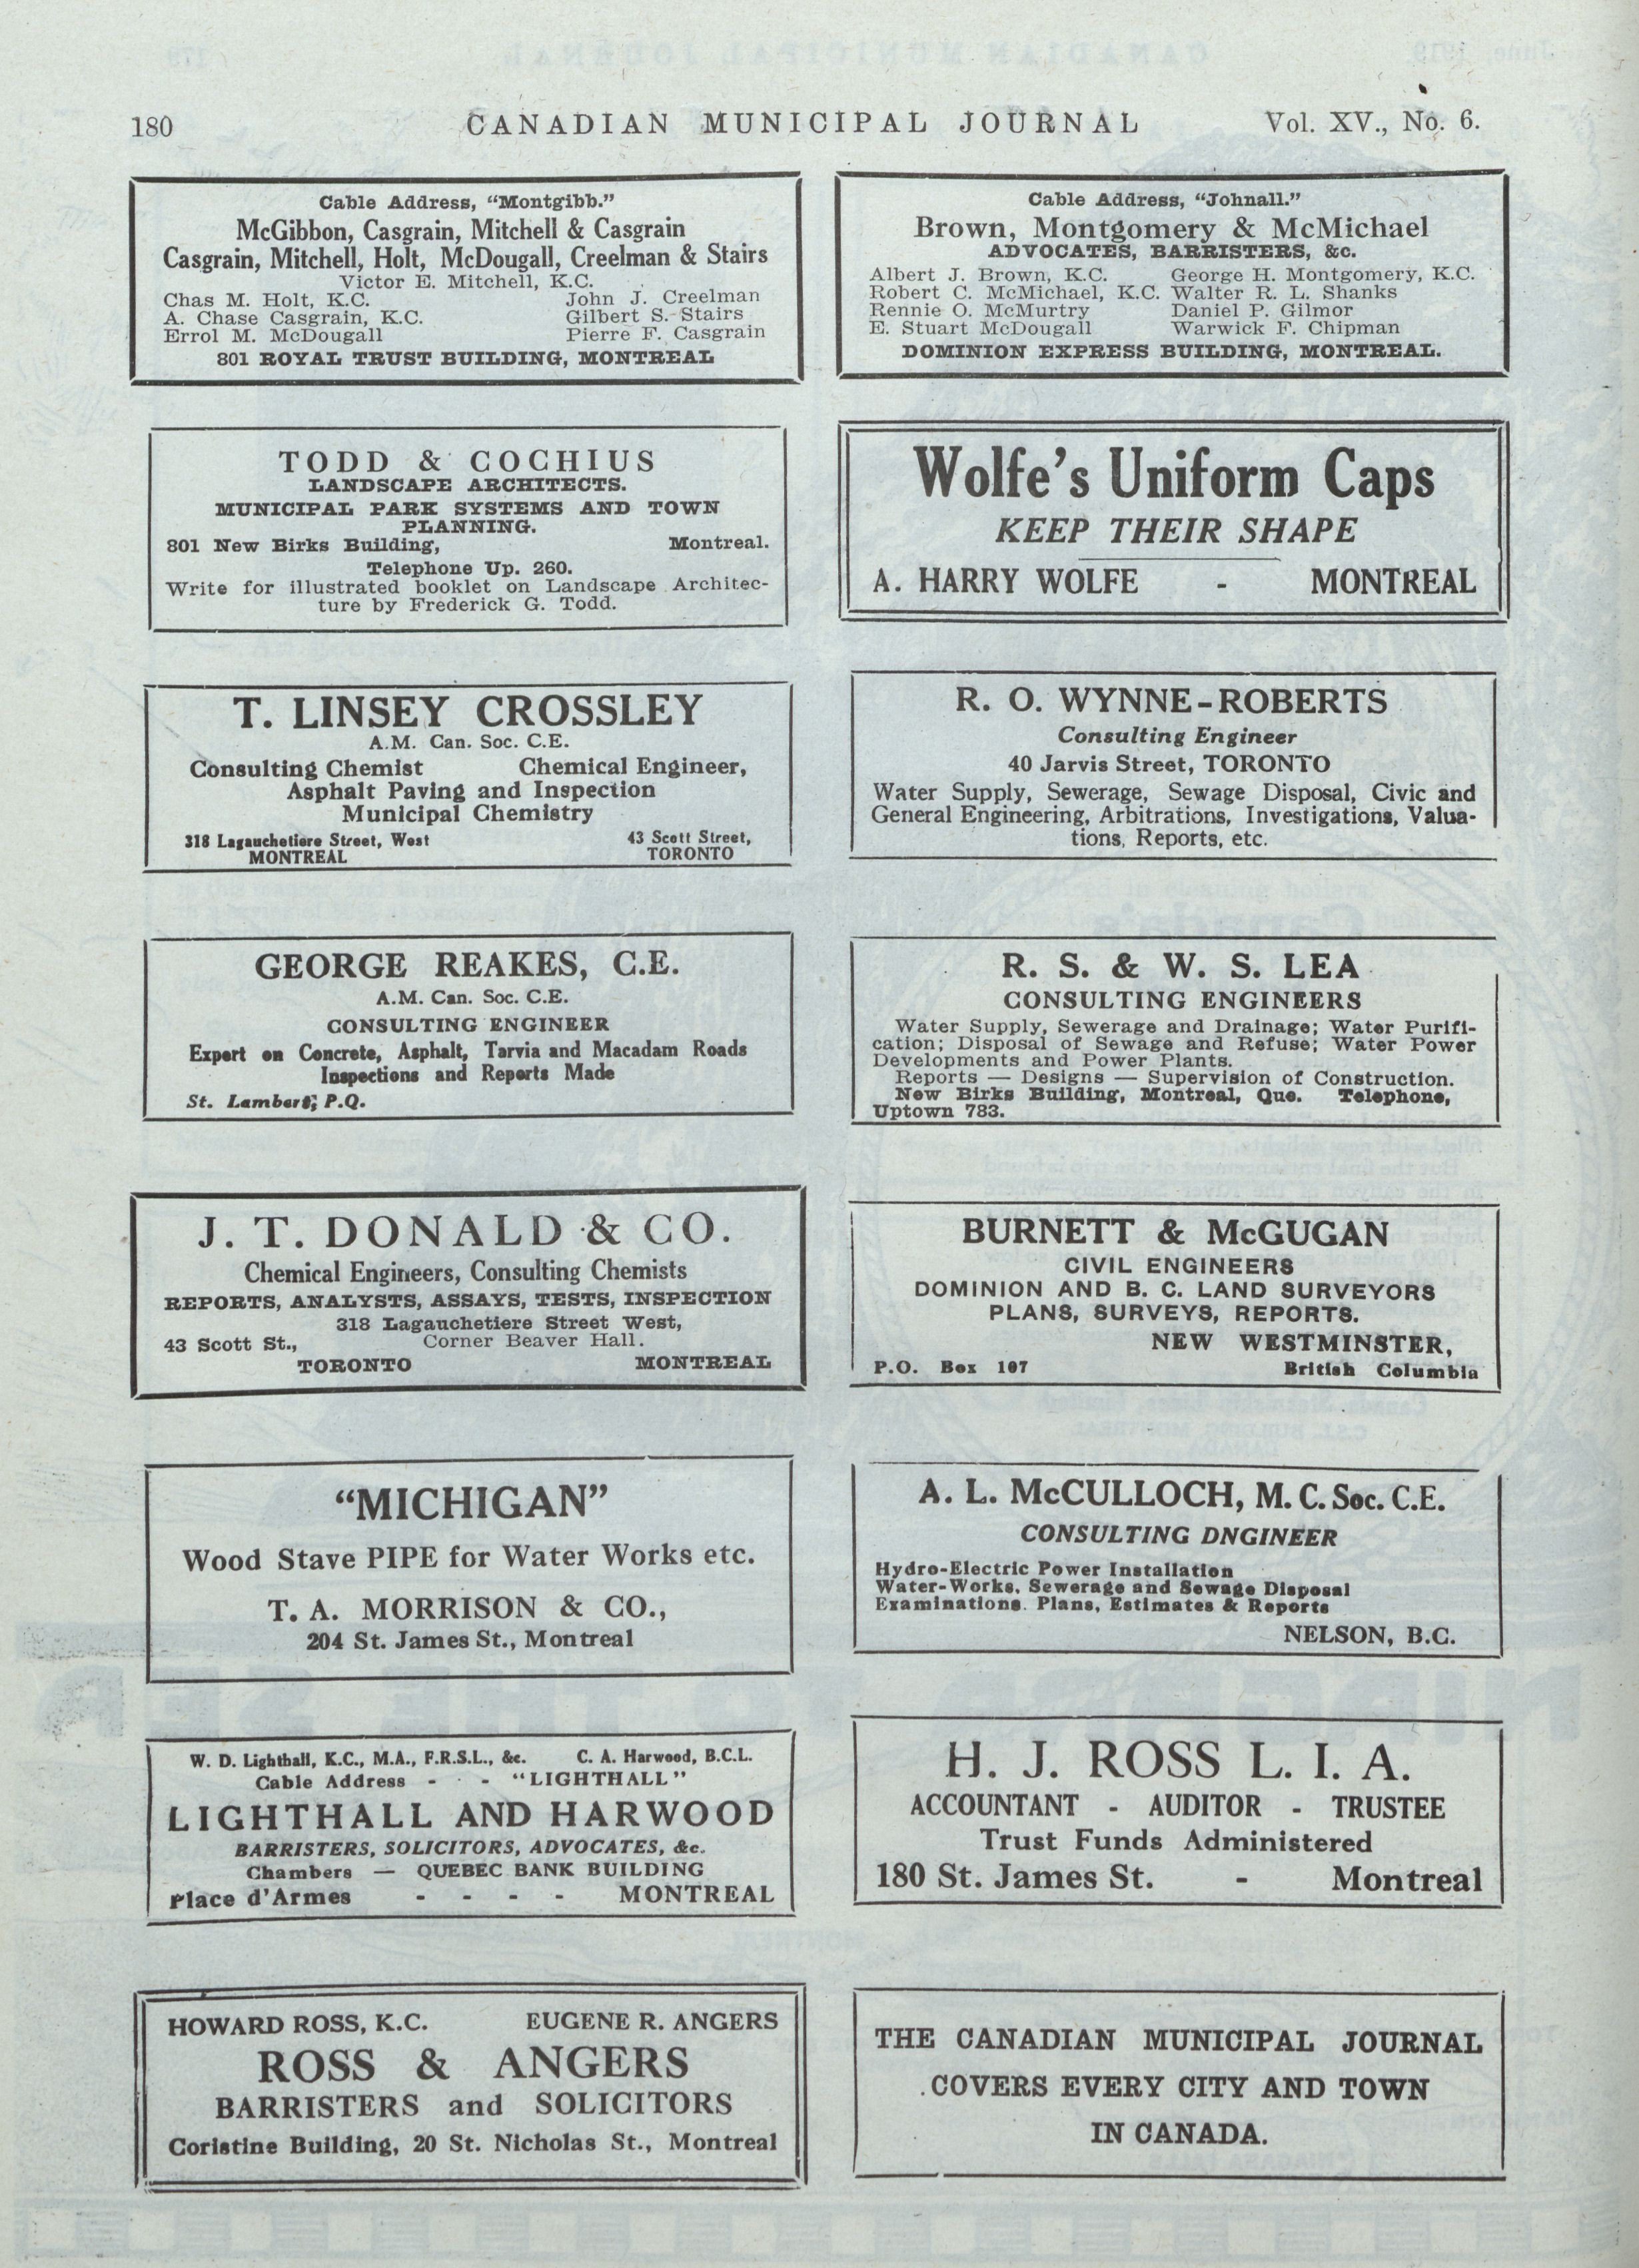 180 CANADIAN MUNICIPAL JOURNAL Vol. XV., No. 6.
Cable Address, “Montgibb.”
McGibbon, Casgrain, Mitchell & Casgrain
Casgrain, Mitchell, Holt, McDougall, Creelman & Stairs
Victor E. Mitchell, K.C.
Chas M. Holt, K.C. John J. Creelman
A. Chase Casgrain, K.C. Gilbert S. Stairs
Errol M. McDougall Pierre F. Casgrain
801 ROYAL TRUST BUILDING, MONTREAL
Cable Address, “Johnall.”
Brown, Montgomery & McMichael
ADVOCATES, BARRISTERS, &c.
Albert J. Brown, K.C. George H. Montgomery, K.C.
Robert C. McMichael, K.C. Walter R. L. Shanks
Rennie O. McMurtry Daniel P. Gilmor
E. Stuart McDougall Warwick F. Chipman
DOMINION EXPRESS BUILDING, MONTREAL.
TODD & COCHIUS
LANDSCAPE ARCHITECTS.
MUNICIPAL PARK SYSTEMS AND TOWN
PLANNING.
801 New Birks Building, Montreal.
Telephone Up. 260.
Write for illustrated booklet on Landscape Architec-
ture by Frederick G. Todd.
Wolfe’s Uniform Caps
KEEP THEIR SHAPE
A. HARRY WOLFE - MONTREAL
T. LINSEY CROSSLEY
A.M. Can. Soc. C.E.
Consulting Chemist Chemical Engineer,
Asphalt Paving and Inspection
Municipal Chemistry
318 Lagauchetiere Street, West 43 Scott Street,
MONTREAL TORONTO
R. O. WYNNE-ROBERTS
Consulting Engineer
40 Jarvis Street, TORONTO
Water Supply, Sewerage, Sewage Disposal, Civic and
General Engineering, Arbitrations, Investigations, Valua-
tions, Reports, etc.
GEORGE REAKES, C.E.
A.M. Can. Soc. C.E.
CONSULTING ENGINEER
Expert on Concrete, Asphalt, Tarvia and Macadam Roads
Inspections and Reports Made
St. Lambert; P.Q.
R. S. & W. S. LEA
CONSULTING ENGINEERS
Water Supply, Sewerage and Drainage; Water Purifi-
cation; Disposal of Sewage and Refuse; Water Power
Developments and Power Plants.
Reports — Designs — Supervision of Construction.
New Birks Building, Montreal, Que. Telephone,
Uptown 783.
J. T. DONALD & CO.
Chemical Engineers, Consulting Chemists
REPORTS, ANALYSTS, ASSAYS, TESTS, INSPECTION
318 Lagauchetiere Street West,
43 Scott St., Corner Beaver Hall.
TORONTO MONTREAL
BURNETT & McGUGAN
CIVIL ENGINEERS
DOMINION AND B. C. LAND SURVEYORS
PLANS, SURVEYS, REPORTS.
NEW WESTMINSTER,
P.O. Box 107 British Columbia
“MICHIGAN”
Wood Stave PIPE for Water Works etc.
T. A. MORRISON & CO.,
204 St. James St., Montreal
A. L. McCULLOCH, M. C. Soc. C.E.
CONSULTING DNGINEER
Hydro-Electric Power Installation
Water-Works, Sewerage and Sewage Disposal
Examinations. Plans, Estimates & Reports
NELSON, B.C.
W. D. Lighthall, K.C., M.A., F.R.S.L., &c. C. A. Harwood, B.C.L.
Cable Address - - “LIGHTHALL”
LIGHTHALL AND HARWOOD
BARRISTERS, SOLICITORS, ADVOCATES, &c.
Chambers — QUEBEC BANK BUILDING
Place d’Armes - - - - MONTREAL
H. J. ROSS L. I. A.
ACCOUNTANT - AUDITOR - TRUSTEE
Trust Funds Administered
180 St. James St. - Montreal
HOWARD ROSS, K.C. EUGENE R. ANGERS
ROSS & ANGERS
BARRISTERS and SOLICITORS
Coristine Building, 20 St. Nicholas St., Montreal
THE CANADIAN MUNICIPAL JOURNAL
COVERS EVERY CITY AND TOWN
IN CANADA.